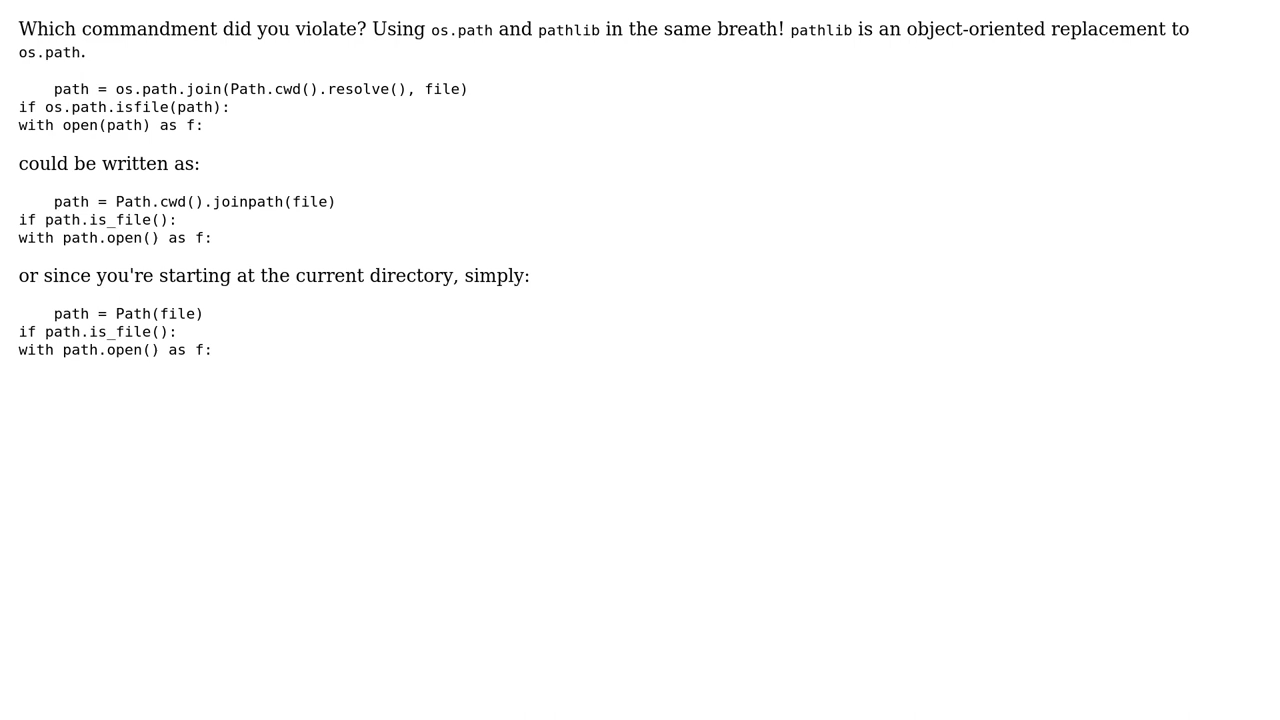 Which commandment did you violate? Using os.path and pathlib in the same breath! pathlib is an object-oriented replacement to
os.path.
    path = os.path.join(Path.cwd().resolve(), file)
if os.path.isfile(path):
with open(path) as f:
could be written as:
    path = Path.cwd().joinpath(file)
if path.is_file():
with path.open() as f:
or since you're starting at the current directory, simply:
    path = Path(file)
if path.is_file():
with path.open() as f: